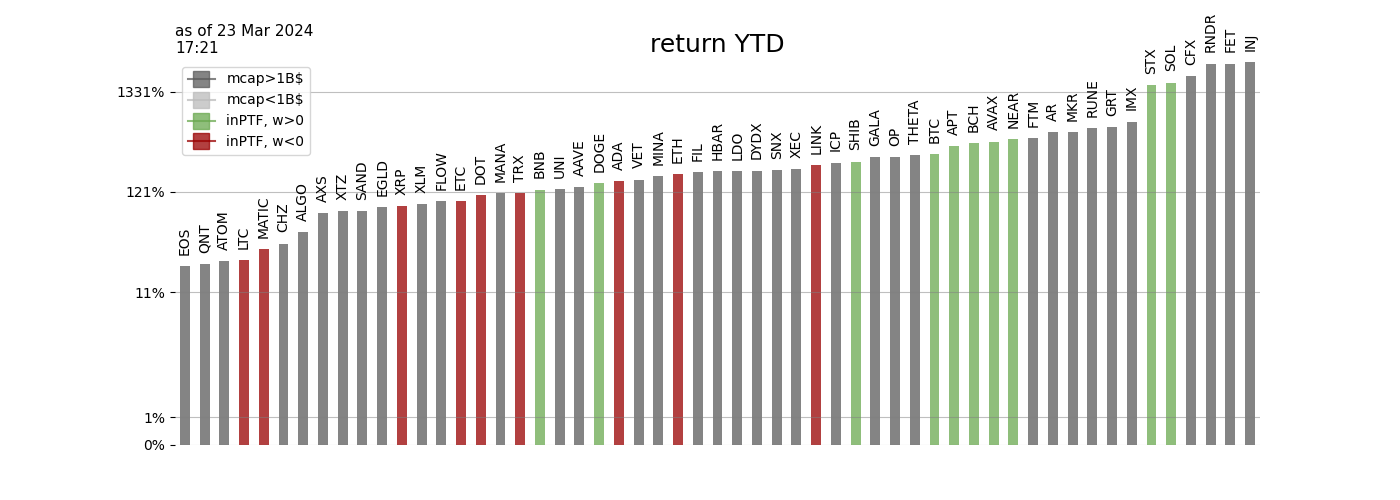 as of 23 Mar 2024
17:21
return YTD
mcap>1B$
mcap<1B$
inPTF, w>0
inPTF, w<0
1331%
121%
11%
1%
0%
EOS
QNT
ATOM
LTC
MATIC
CHZ
ALGO
AXS
XTZ
SAND
EGLD
XRP
XLM
FLOW
ETC
DOT
MANA
TRX
BNB
UNI
AAVE
DOGE
ADA
VET
MINA
ETH
FIL
HBAR
LDO
DYDX
SNX
XEC
LINK
ICP
SHIB
GALA
OP
THETA
BTC
APT
BCH
AVAX
NEAR
FTM
AR
MKR
RUNE
GRT
IMX
STX
SOL
CFX
RNDR
FET
INJ